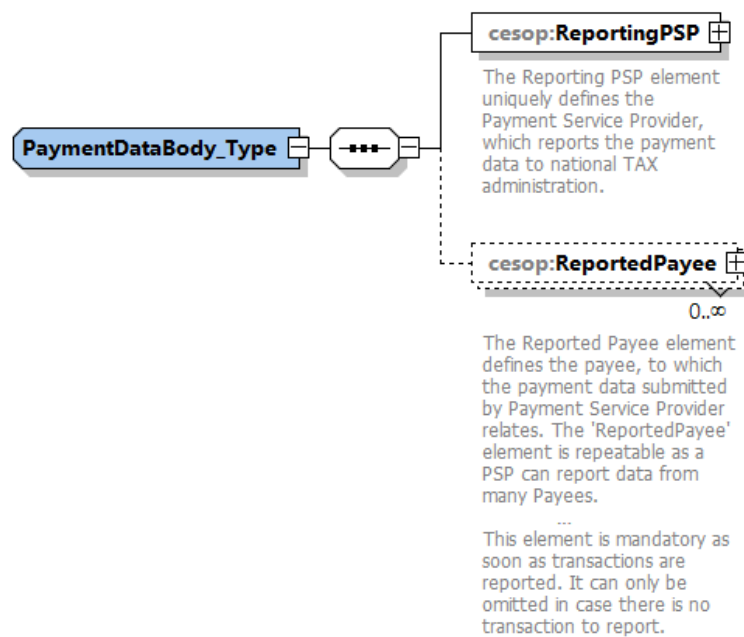 cesop:ReportingPSP
The Reporting PSP element
uniquely defines the
Payment Service Provider,
which reports the payment
data to national TAX
administration.
PaymentDataBody_Type
cesop:ReportedPayee
0..∞
The Reported Payee element
defines the payee, to which
the payment data submitted
by Payment Service Provider
relates. The 'ReportedPayee'
element is repeatable as a
PSP can report data from
many Payees.
...
This element is mandatory as
soon as transactions are
reported. It can only be
omitted in case there is no
transaction to report.